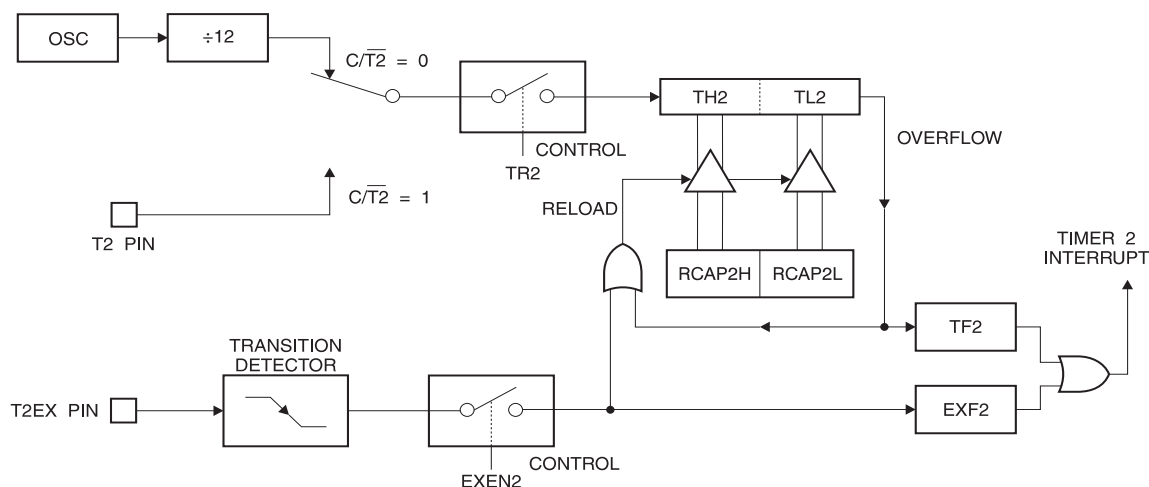 OSC
÷12
C/T2̅ = 0
TH2
TL2
OVERFLOW
CONTROL
TR2
C/T2̅ = 1
RELOAD
T2 PIN
RCAP2H
RCAP2L
TIMER 2
INTERRUPT
TF2
TRANSITION
DETECTOR
T2EX PIN
EXF2
CONTROL
EXEN2